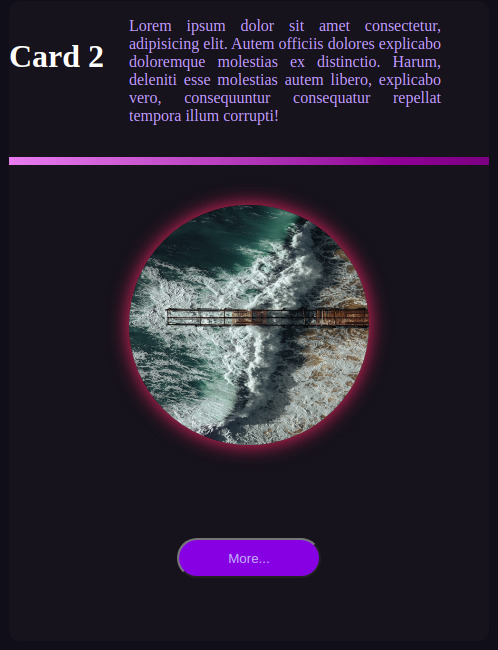 Card 2
Lorem ipsum dolor sit amet consectetur,
adipisicing elit. Autem officiis dolores explicabo
doloremque molestias ex distinctio. Harum,
deleniti esse molestias autem libero, explicabo
vero, consequuntur consequatur repellat
tempora illum corrupti!
More...